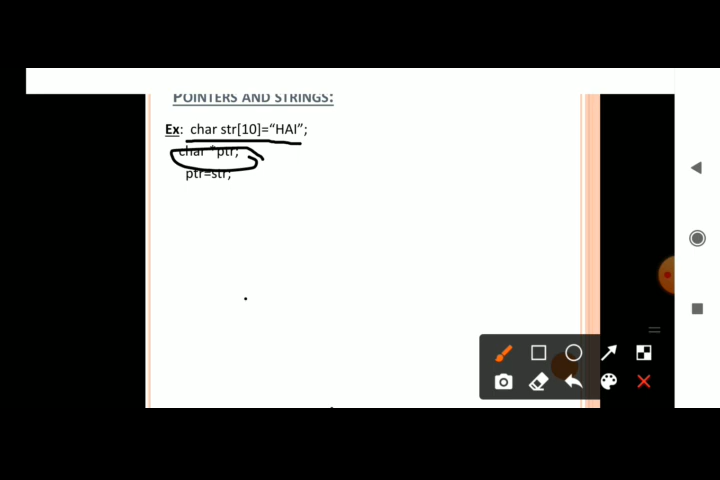 POINTERS AND STRINGS:
Ex: char str[10]=“HAI”;
char *ptr;
ptr=str;